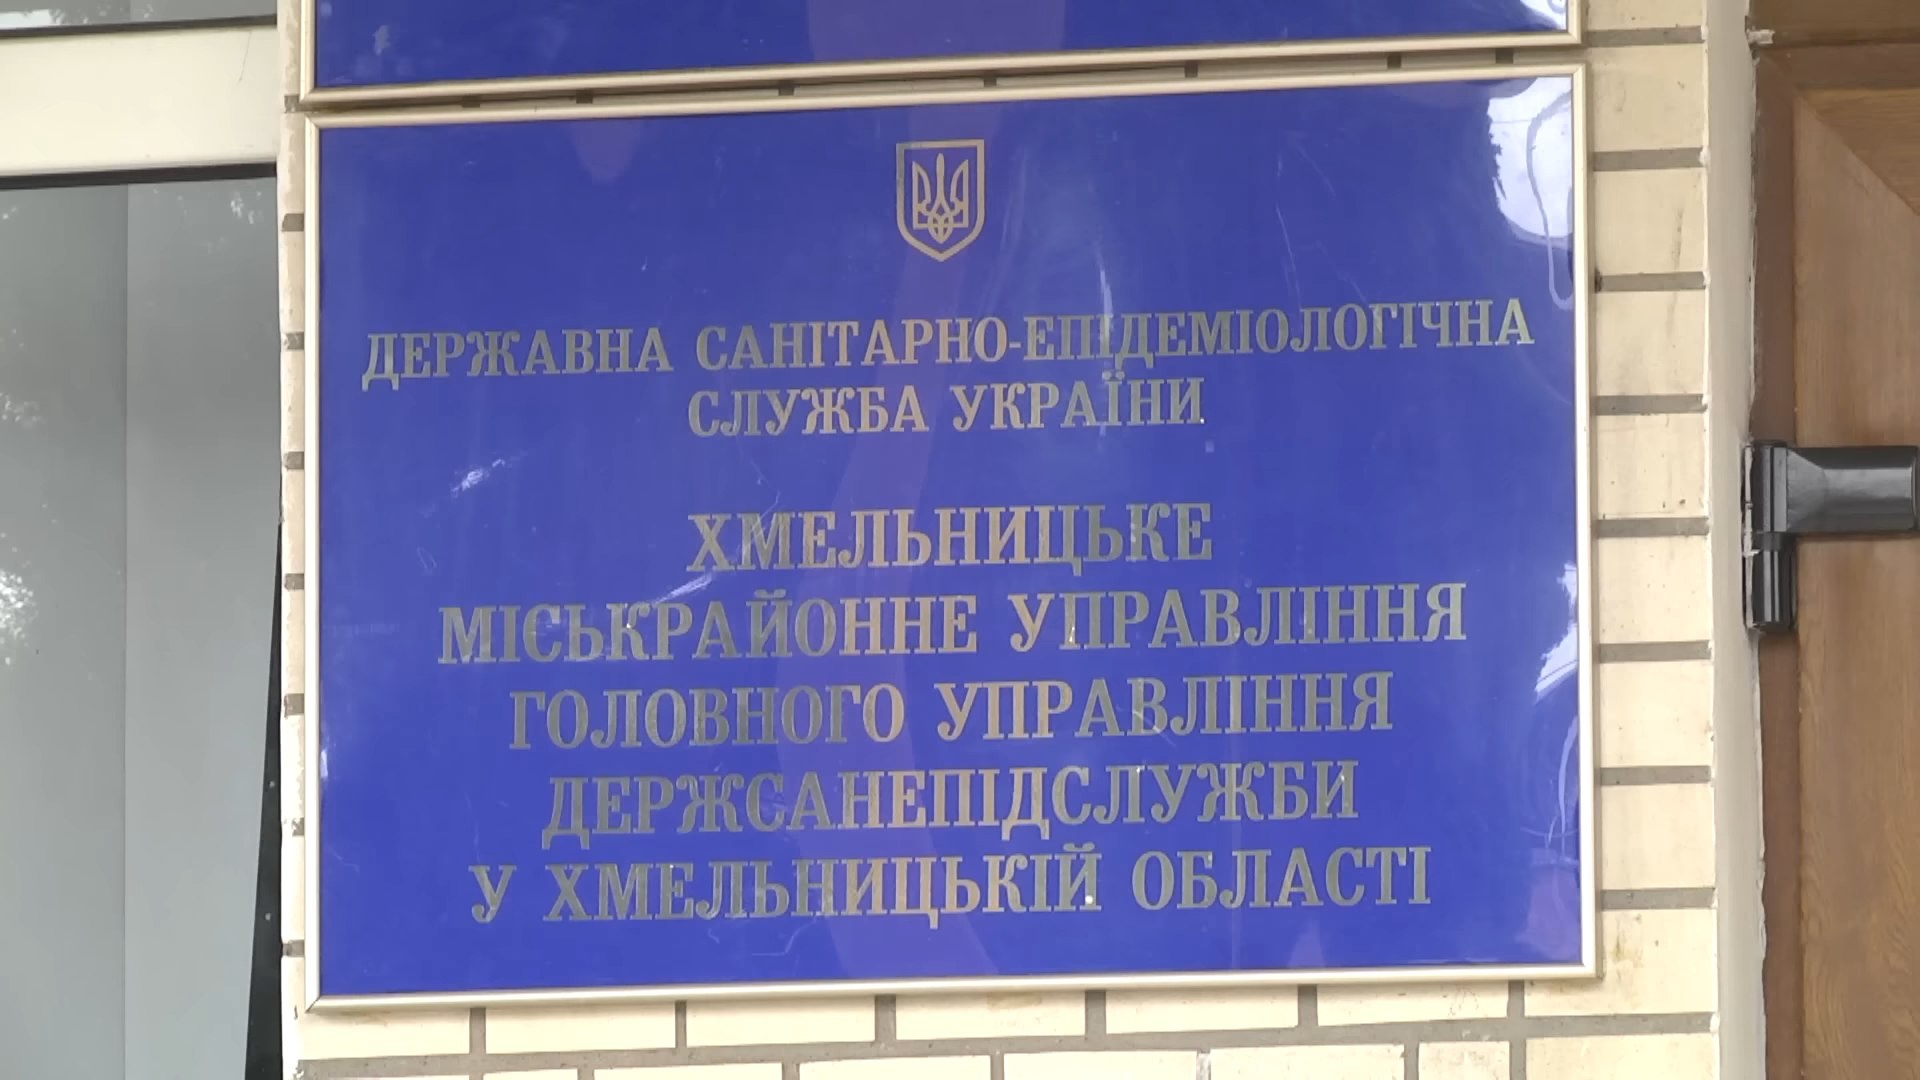 ДЕРЖАВНА САНІТАРНО-ЕПІДЕМІОЛОГІЧНА
СЛУЖБА УКРАЇНИ
ХМЕЛЬНИЦЬКЕ
МІСЬКРАЙОННЕ УПРАВЛІННЯ
ГОЛОВНОГО УПРАВЛІННЯ
ДЕРЖСАНЕПІДСЛУЖБИ
У ХМЕЛЬНИЦЬКІЙ ОБЛАСТІ